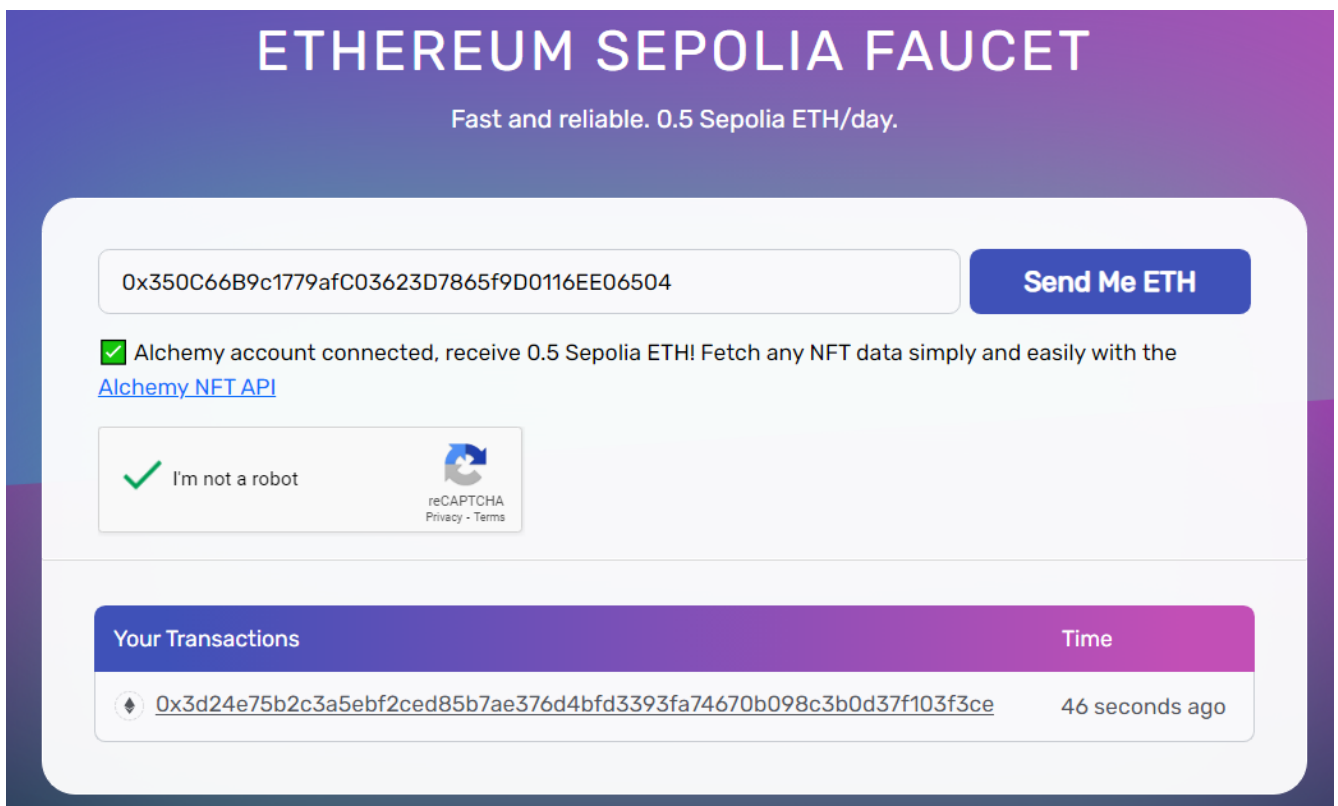 ETHEREUM SEPOLIA FAUCET
Fast and reliable. 0.5 Sepolia ETH/day.
0x350C66B9c1779afC03623D7865f9D0116EE06504
Send Me ETH
Alchemy account connected, receive 0.5 Sepolia ETH! Fetch any NFT data simply and easily with the
Alchemy NFT API
I'm not a robot
reCAPTCHA
Privacy - Terms
Your Transactions Time
0x3d24e75b2c3a5ebf2ced85b7ae376d4bfd3393fa74670b098c3b0d37f103f3ce 46 seconds ago